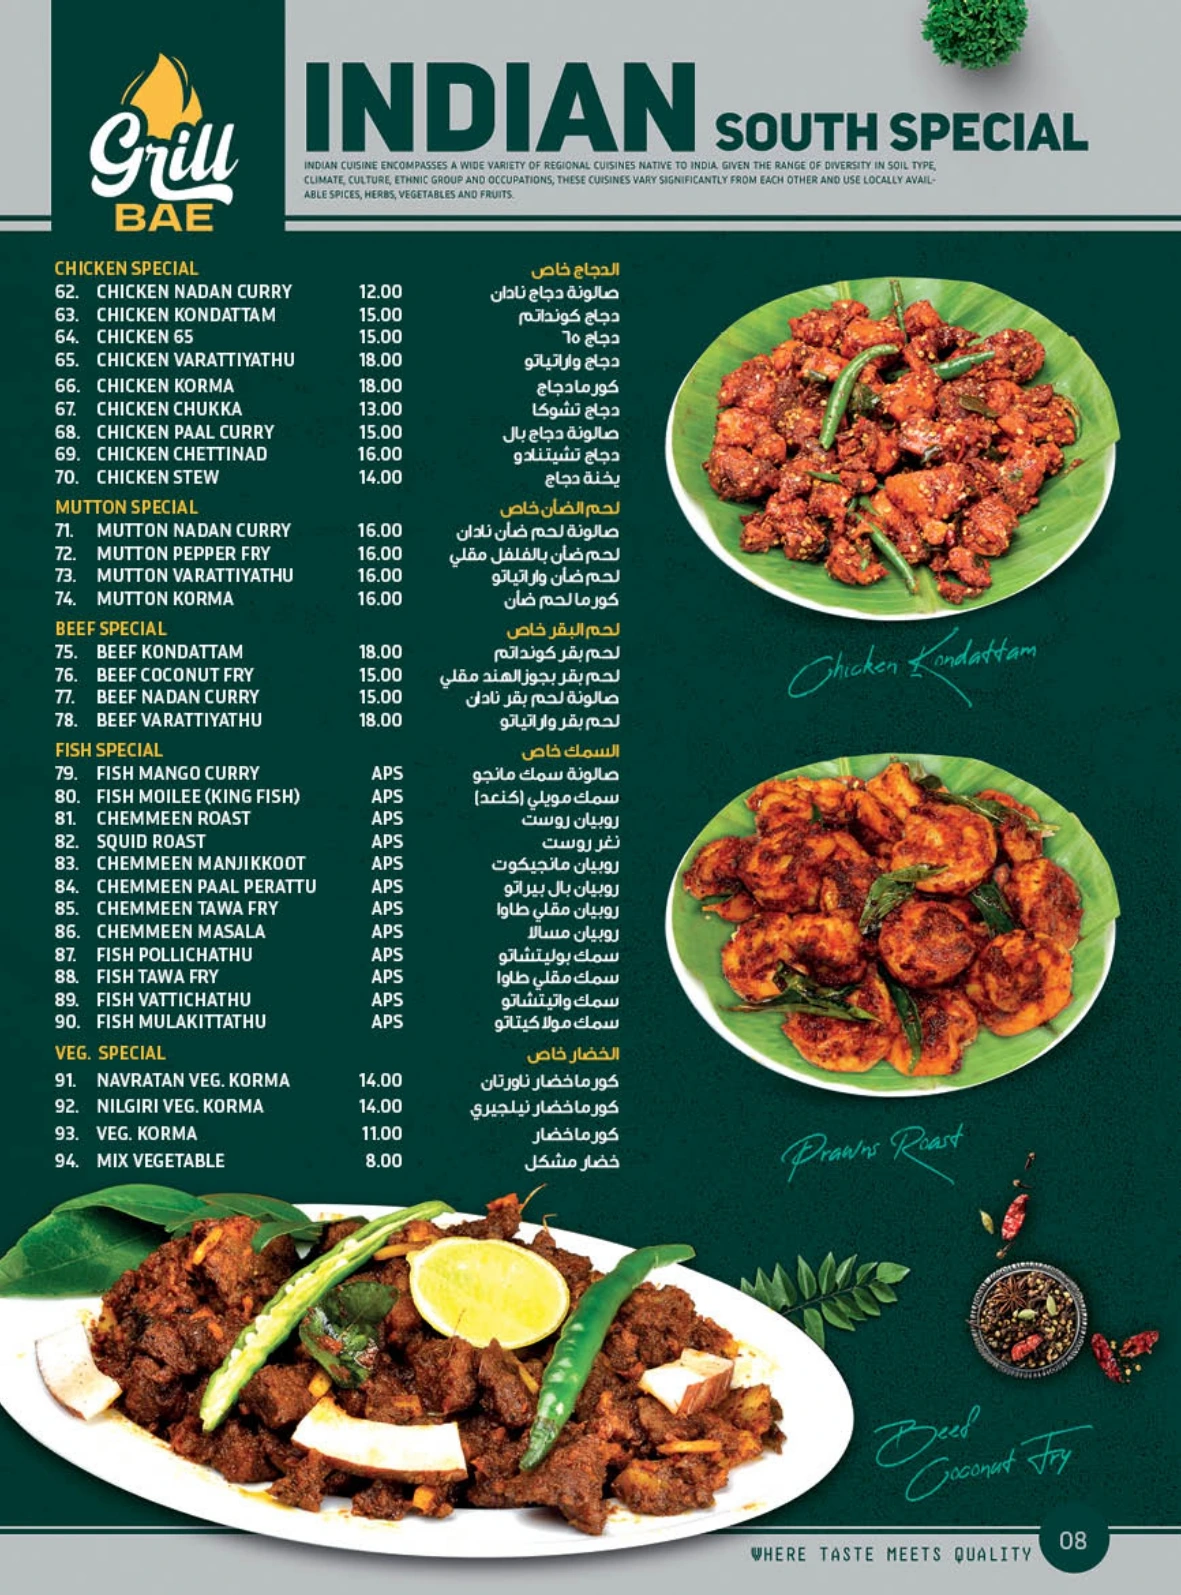 Grill
BAE
INDIAN SOUTH SPECIAL
INDIAN CUISINE ENCOMPASSES A WIDE VARIETY OF REGIONAL CUISINES NATIVE TO INDIA. GIVEN THE RANGE OF DIVERSITY IN SOIL TYPE,
CLIMATE, CULTURE, ETHNIC GROUP AND OCCUPATIONS, THESE CUISINES VARY SIGNIFICANTLY FROM EACH OTHER AND USE LOCALLY AVAIL-
ABLE SPICES, HERBS, VEGETABLES AND FRUITS.
CHICKEN SPECIAL الدجاج خاص
62. CHICKEN NADAN CURRY 12.00 صالونة دجاج نادان
63. CHICKEN KONDATTAM 15.00 دجاج كونداتم
64. CHICKEN 65 15.00 دجاج ٦٥
65. CHICKEN VARATTIYATHU 18.00 دجاج واراتياتو
66. CHICKEN KORMA 18.00 كورمادجاج
67. CHICKEN CHUKKA 13.00 دجاج تشوكا
68. CHICKEN PAAL CURRY 15.00 صالونة دجاج بال
69. CHICKEN CHETTINAD 16.00 دجاج تشيتنادو
70. CHICKEN STEW 14.00 يخنة دجاج
MUTTON SPECIAL لحم الضأن خاص
71. MUTTON NADAN CURRY 16.00 صالونة لحم ضأن نادان
72. MUTTON PEPPER FRY 16.00 لحم ضأن بالفلفل مقلي
73. MUTTON VARATTIYATHU 16.00 لحم ضأن واراتياتو
74. MUTTON KORMA 16.00 كورما لحم ضأن
BEEF SPECIAL لحم البقر خاص
75. BEEF KONDATTAM 18.00 لحم بقر كونداتم
76. BEEF COCONUT FRY 15.00 لحم بقر بجوز الهند مقلي
77. BEEF NADAN CURRY 15.00 صالونة لحم بقر نادان
78. BEEF VARATTIYATHU 18.00 لحم بقر واراتياتو
FISH SPECIAL السمك خاص
79. FISH MANGO CURRY APS صالونة سمك مانجو
80. FISH MOILEE (KING FISH) APS سمك مويلي (كنعد)
81. CHEMMEEN ROAST APS روبيان روست
82. SQUID ROAST APS نغر روست
83. CHEMMEEN MANJIKKOOT APS روبيان مانجيكوت
84. CHEMMEEN PAAL PERATTU APS روبيان بال بيراتو
85. CHEMMEEN TAWA FRY APS روبيان مقلي طاوا
86. CHEMMEEN MASALA APS روبيان مسالا
87. FISH POLLICHATHU APS سمك بوليتشاتو
88. FISH TAWA FRY APS سمك مقلي طاوا
89. FISH VATTICHATHU APS سمك واتيتشاتو
90. FISH MULAKITTATHU APS سمك مولاكيتاتو
VEG. SPECIAL الخضار خاص
91. NAVRATAN VEG. KORMA 14.00 كورما خضار ناورتان
92. NILGIRI VEG. KORMA 14.00 كورما خضار نيلجيري
93. VEG. KORMA 11.00 كورما خضار
94. MIX VEGETABLE 8.00 خضار مشكل
Chicken Kondattam
Prawns Roast
Beef
Coconut Fry
WHERE TASTE MEETS QUALITY
08